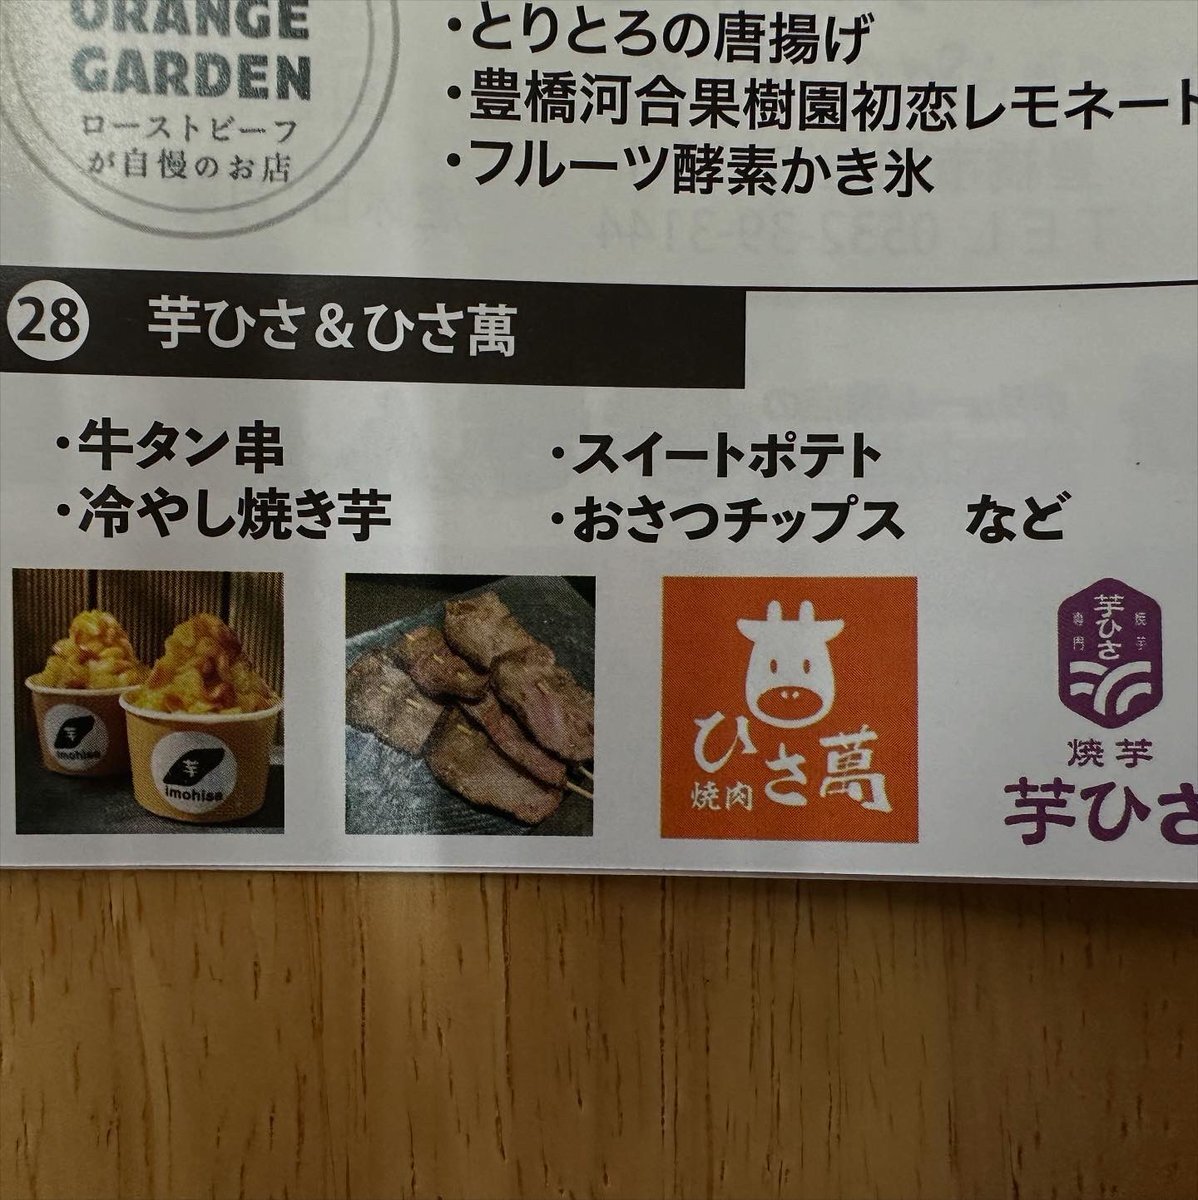 ORANGE
GARDEN
ローストビーフ
が自慢のお店
・とりとろの唐揚げ
・豊橋河合果樹園初恋レモネート
・フルーツ酵素かき氷
28 芋ひさ&ひさ萬
・牛タン串
・冷やし焼き芋
・スイートポテト
・おさつチップス など
芋
imohisa
芋
imohisa
ひさ萬
焼肉
焼芋
芋ひさ
専門
焼芋
芋ひさ